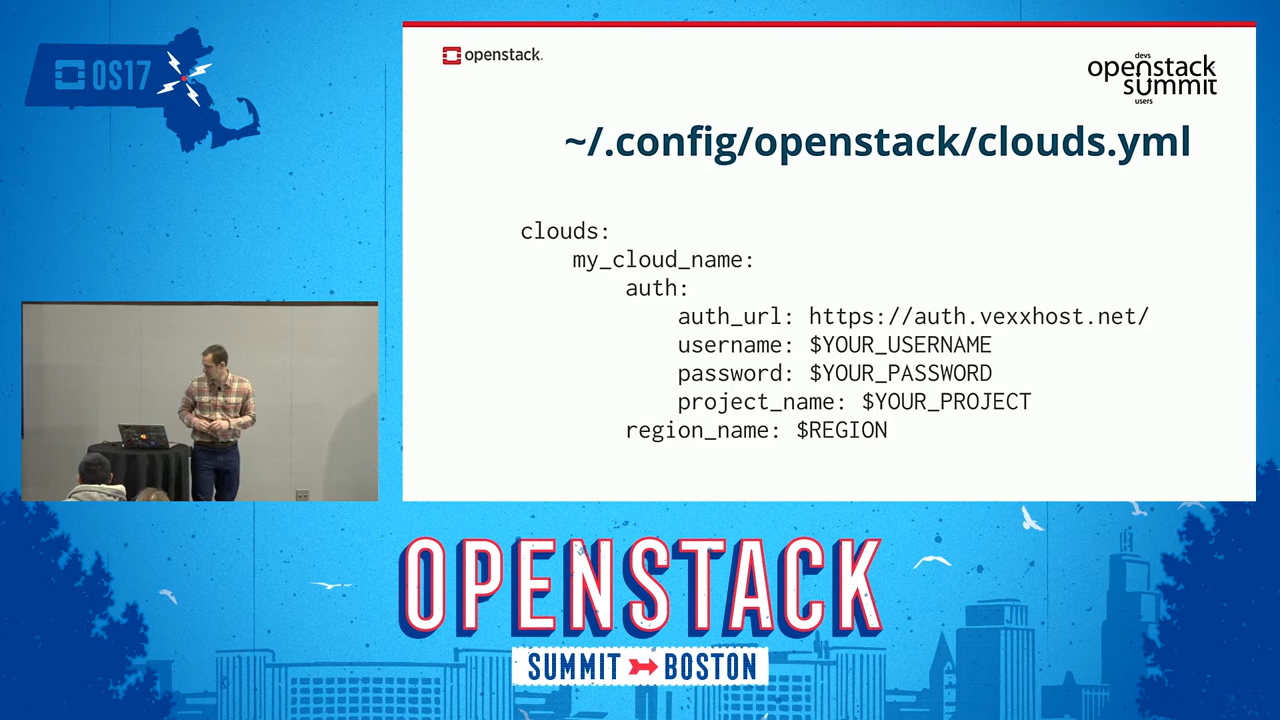 OS17
openstack.
devs
openstack
summit
users
~/.config/openstack/clouds.yml
clouds:
my_cloud_name:
auth:
auth_url: https://auth.vexxhost.net/
username: $YOUR_USERNAME
password: $YOUR_PASSWORD
project_name: $YOUR_PROJECT
region_name: $REGION
OPENSTACK
SUMMIT BOSTON